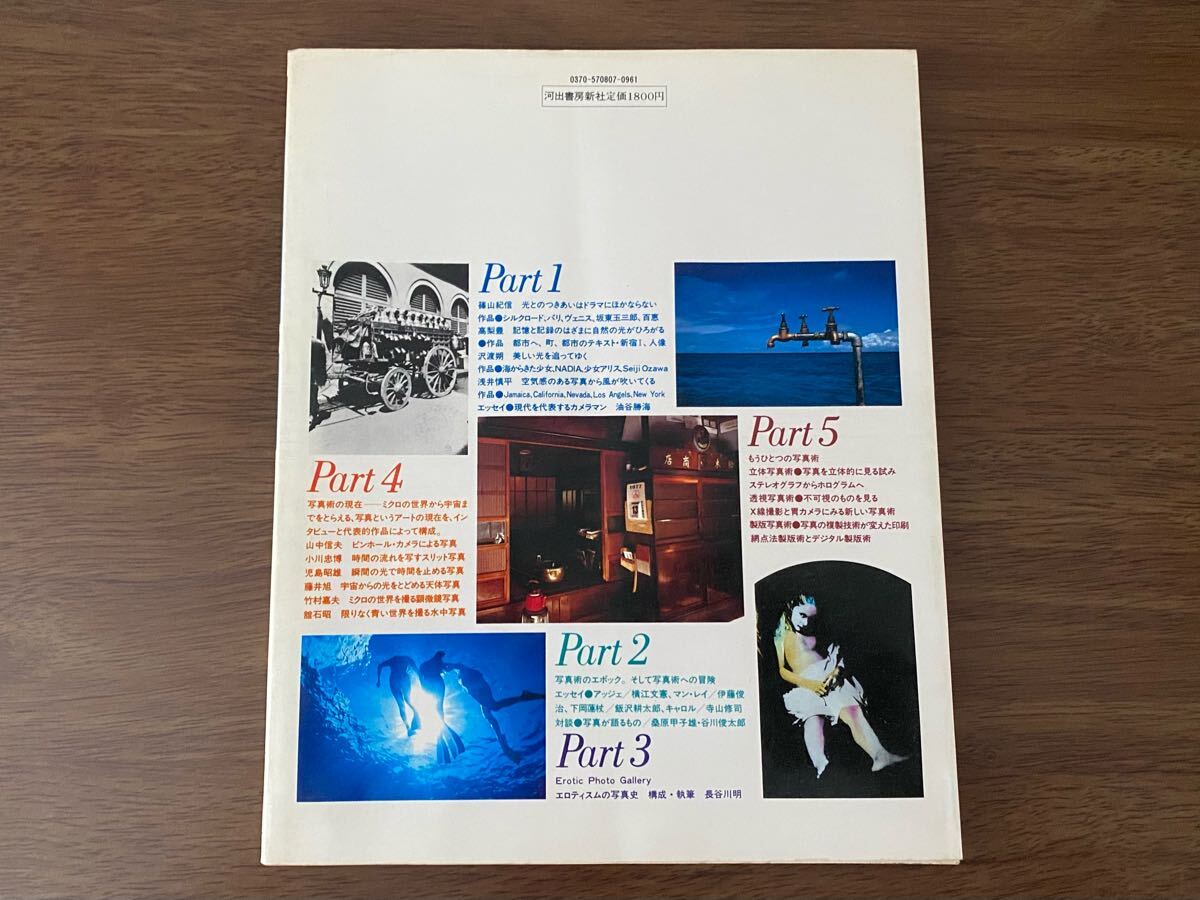 0370-570807-0961
河出書房新社定価1800円
Part 1
篠山紀信 光とのつきあいはドラマにほかならない
作品●シルクロード、パリ、ヴェニス、坂東玉三郎、百恵
高梨豊 記憶と記録のはざまに自然の光がひろがる
●作品 都市へ、町、都市のテキスト・新宿I、人像
沢渡朔 美しい光を追ってゆく
作品●海からきた少女、NADIA、少女アリス、Seiji Ozawa
浅井慎平 空気感のある写真から風が吹いてくる
作品●Jamaica, California, Nevada, Los Angels, New York
エッセイ●現代を代表するカメラマン 油谷勝海
Part 5
もうひとつの写真術
立体写真術●写真を立体的に見る試み
ステレオグラフからホログラムへ
透視写真術●不可視のものを見る
X線撮影と胃カメラにみる新しい写真術
製版写真術●写真の複製技術が変えた印刷
網点法製版術とデジタル製版術
Part 4
写真術の現在——ミクロの世界から宇宙ま
でをとらえる、写真というアートの現在を、イン
タビューと代表的作品によって構成。
山中信夫 ピンホール・カメラによる写真
小川忠博 時間の流れを写すスリット写真
児島昭雄 瞬間の光で時間を止める写真
藤井旭 宇宙からの光をとどめる天体写真
竹村嘉夫 ミクロの世界を撮る顕微鏡写真
舘石昭 限りなく青い世界を撮る水中写真
商店
1977
Part 2
写真術のエポック。そして写真術への冒険
エッセイ●アッジェ/横江文憲、マン・レイ/伊藤俊
治、下岡蓮杖/飯沢耕太郎、キャロル/寺山修司
対談●写真が語るもの/桑原甲子雄・谷川俊太郎
Part 3
Erotic Photo Gallery
エロティスムの写真史 構成・執筆 長谷川明